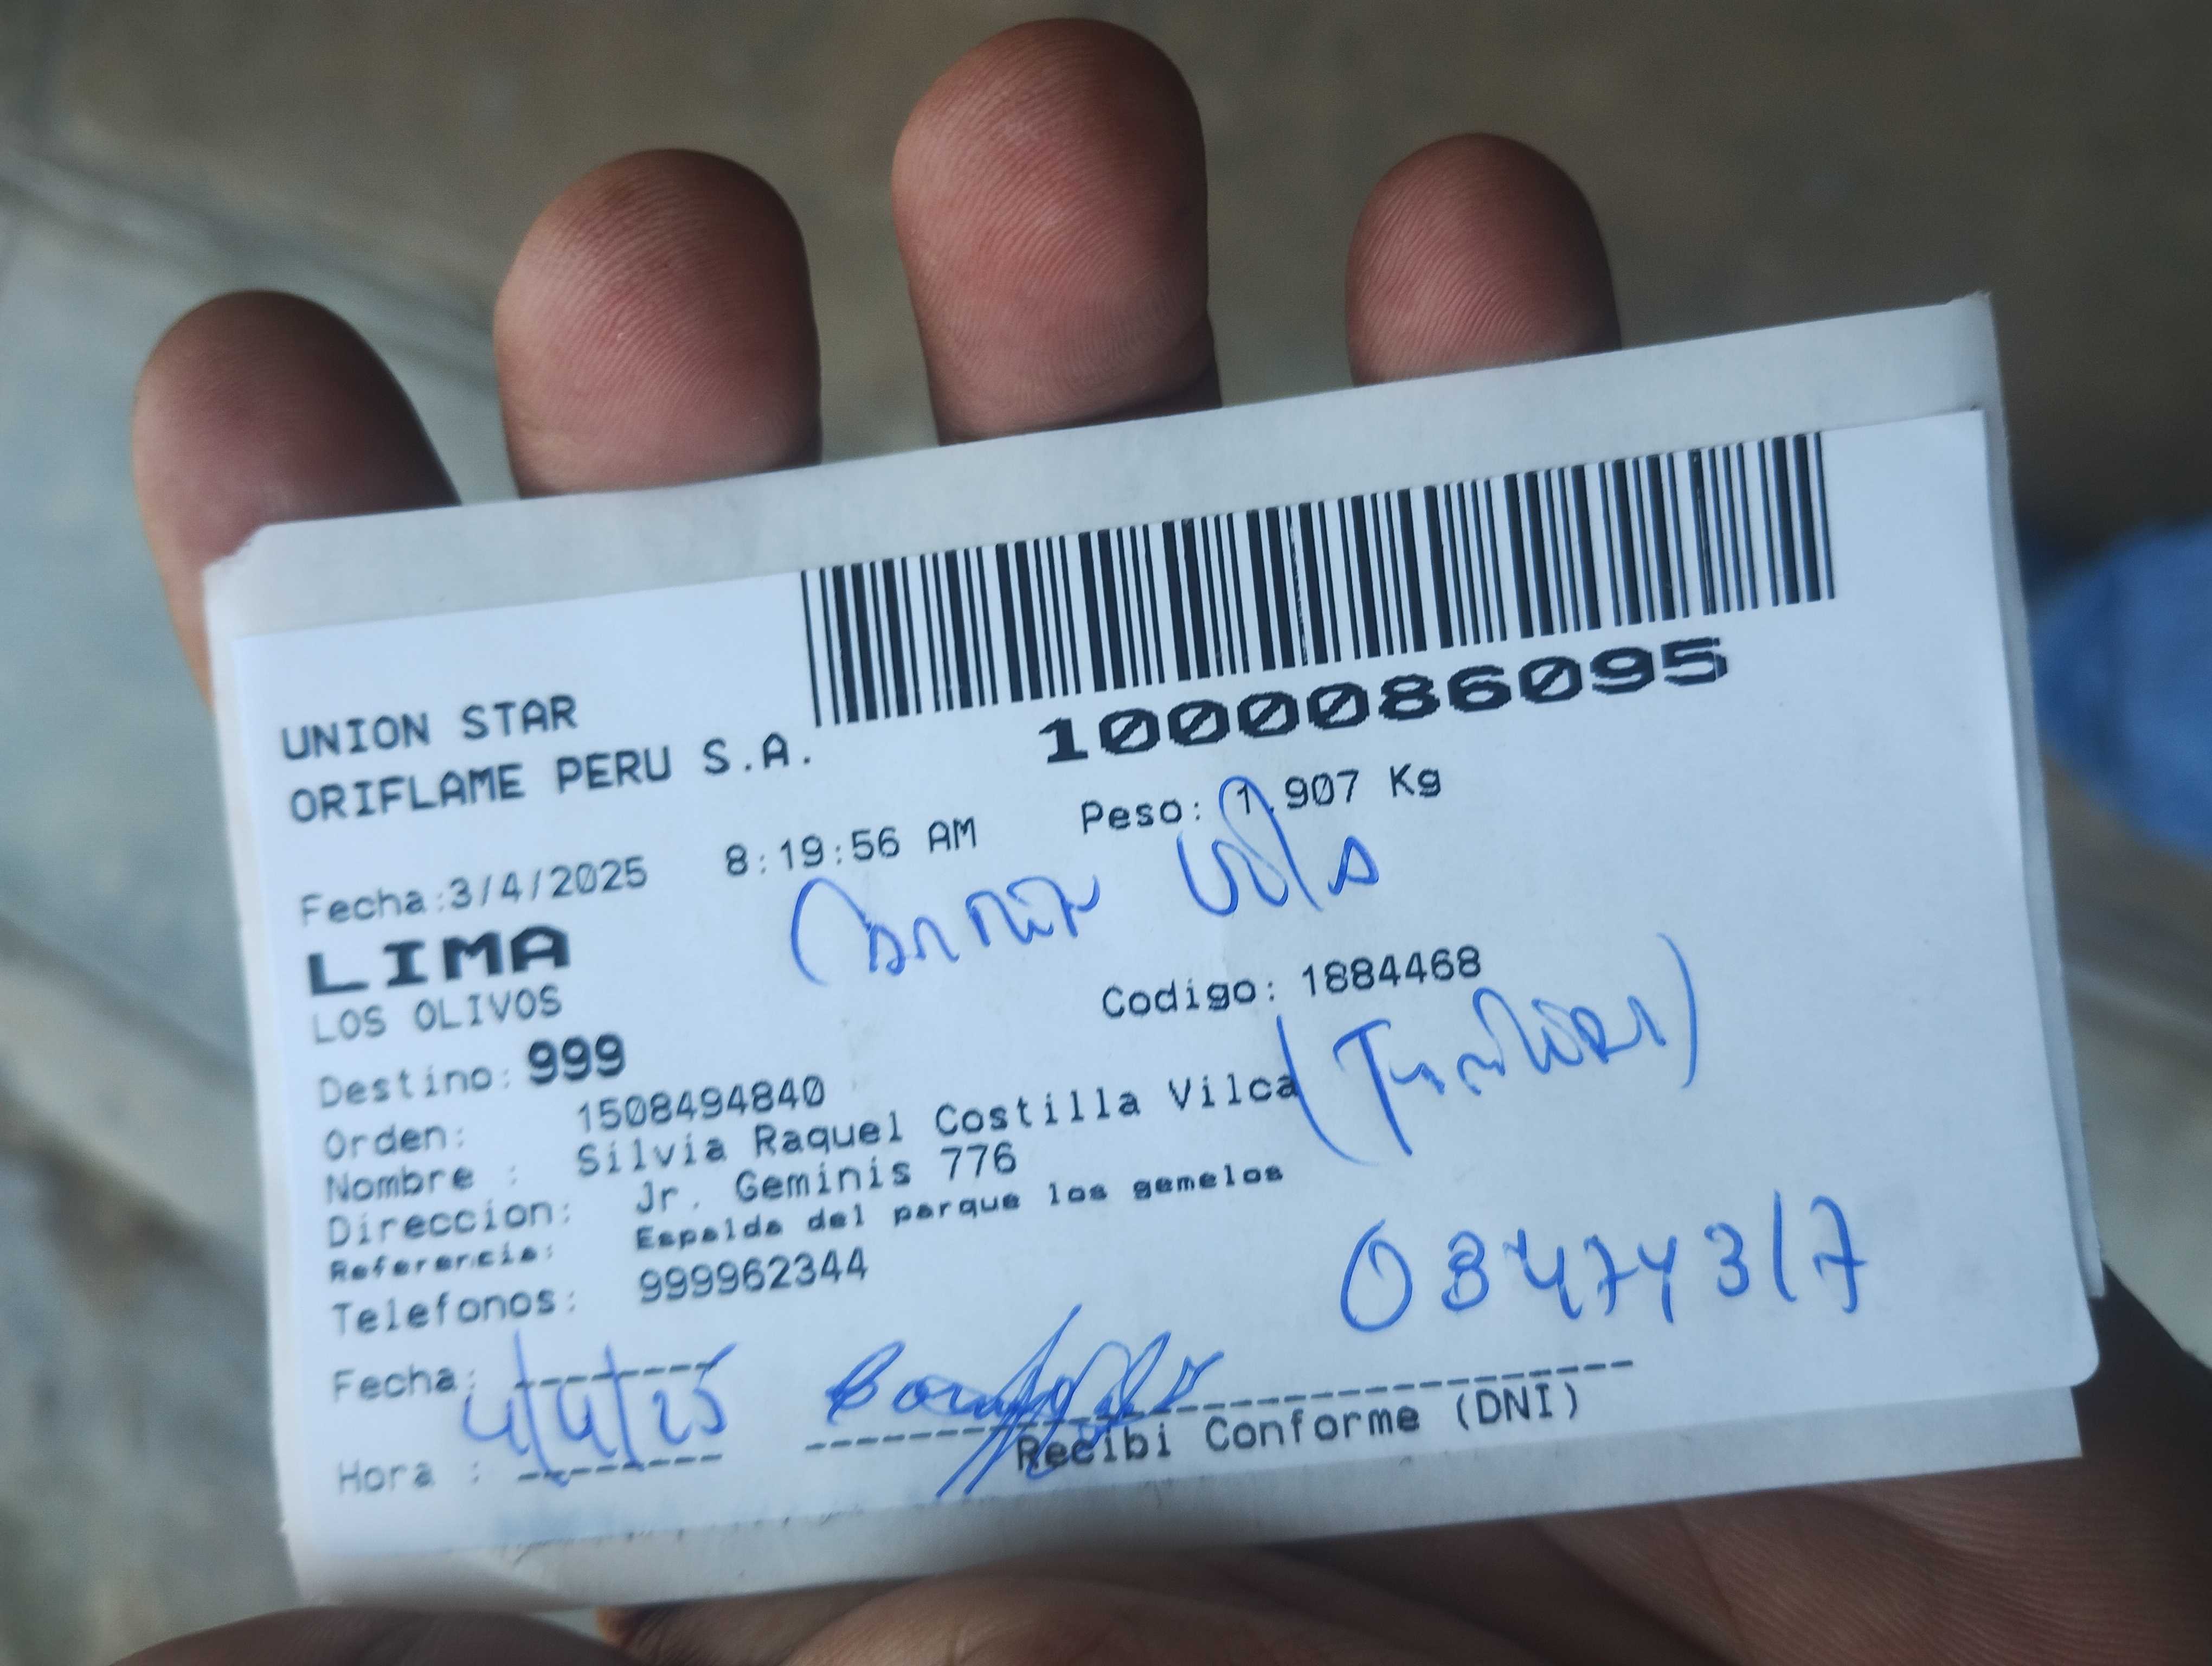 1000086095
UNION STAR
ORIFLAME PERU S.A.
Fecha:3/4/2025 8:19:56 AM Peso: 1.907 Kg
LIMA
LOS OLIVOS
Codigo: 1884468
Destino: 999
Orden: 1508494840
Nombre : Silvia Raquel Costilla Vilca
Direccion: Jr. Geminis 776
Referencia: Espalda del parque los gemelos
Telefonos: 999962344
Fecha: 4/4/25
Hora :
Recibi Conforme (DNI)